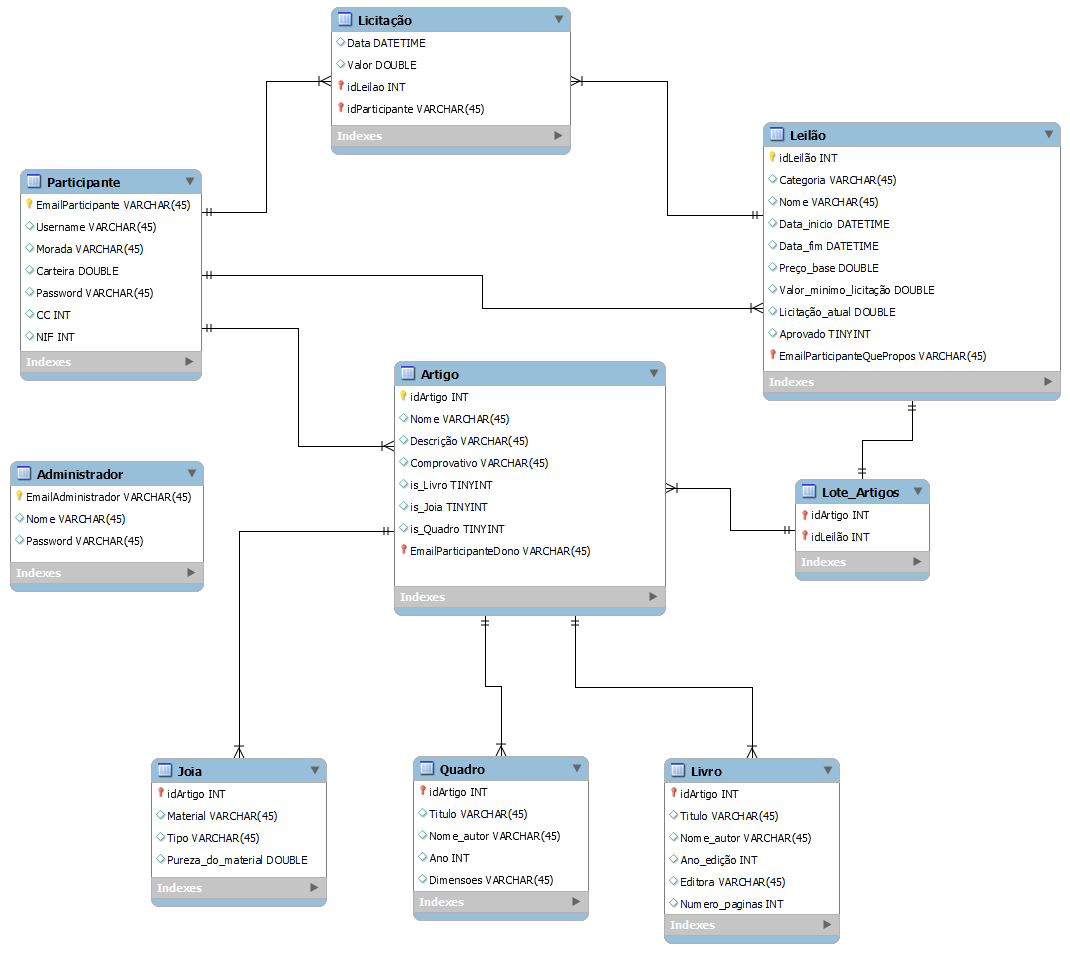 Licitação
Data DATETIME
Valor DOUBLE
idLeilao INT
idParticipante VARCHAR(45)
Indexes
Leilão
idLeilão INT
Categoria VARCHAR(45)
Nome VARCHAR(45)
Data_inicio DATETIME
Data_fim DATETIME
Preço_base DOUBLE
Valor_minimo_licitação DOUBLE
Licitação_atual DOUBLE
Aprovado TINYINT
EmailParticipanteQuePropos VARCHAR(45)
Indexes
Participante
EmailParticipante VARCHAR(45)
Username VARCHAR(45)
Morada VARCHAR(45)
Carteira DOUBLE
Password VARCHAR(45)
CC INT
NIF INT
Indexes
Artigo
idArtigo INT
Nome VARCHAR(45)
Descrição VARCHAR(45)
Comprovativo VARCHAR(45)
is_Livro TINYINT
is_Joia TINYINT
is_Quadro TINYINT
EmailParticipanteDono VARCHAR(45)
Indexes
Administrador
EmailAdministrador VARCHAR(45)
Nome VARCHAR(45)
Password VARCHAR(45)
Indexes
Lote_Artigos
idArtigo INT
idLeilão INT
Indexes
Joia
idArtigo INT
Material VARCHAR(45)
Tipo VARCHAR(45)
Pureza_do_material DOUBLE
Indexes
Quadro
idArtigo INT
Titulo VARCHAR(45)
Nome_autor VARCHAR(45)
Ano INT
Dimensoes VARCHAR(45)
Indexes
Livro
idArtigo INT
Titulo VARCHAR(45)
Nome_autor VARCHAR(45)
Ano_edição INT
Editora VARCHAR(45)
Numero_paginas INT
Indexes